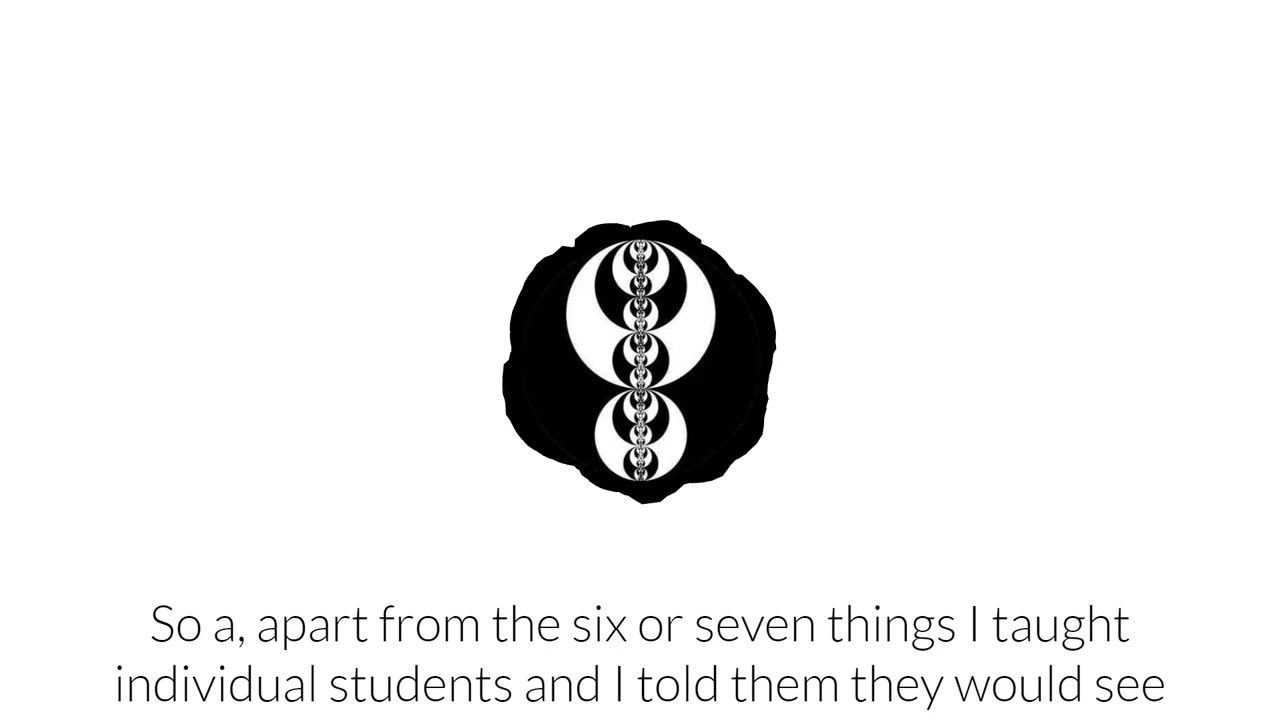 So a, apart from the six or seven things I taught
individual students and I told them they would see